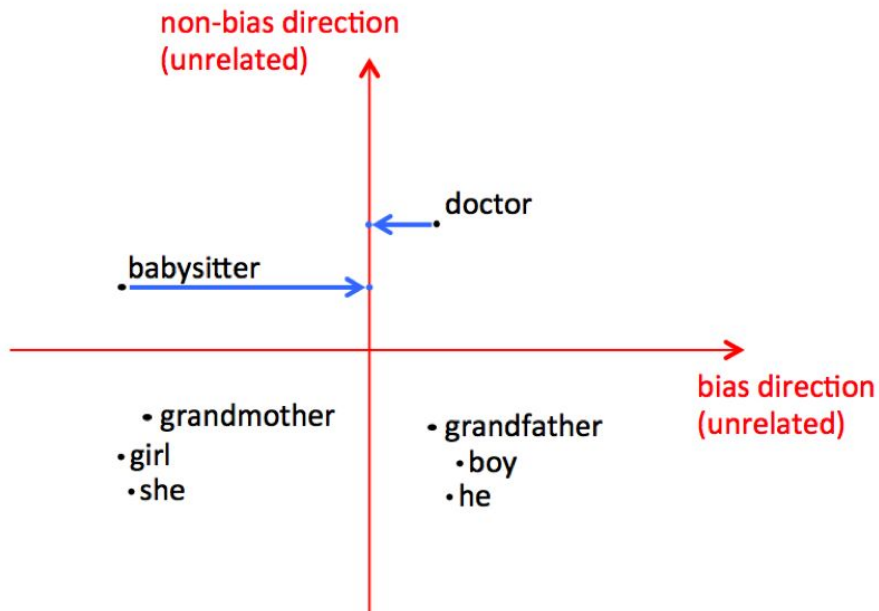 non-bias direction
(unrelated)
doctor
babysitter
bias direction
(unrelated)
grandmother
grandfather
girl
boy
she
he